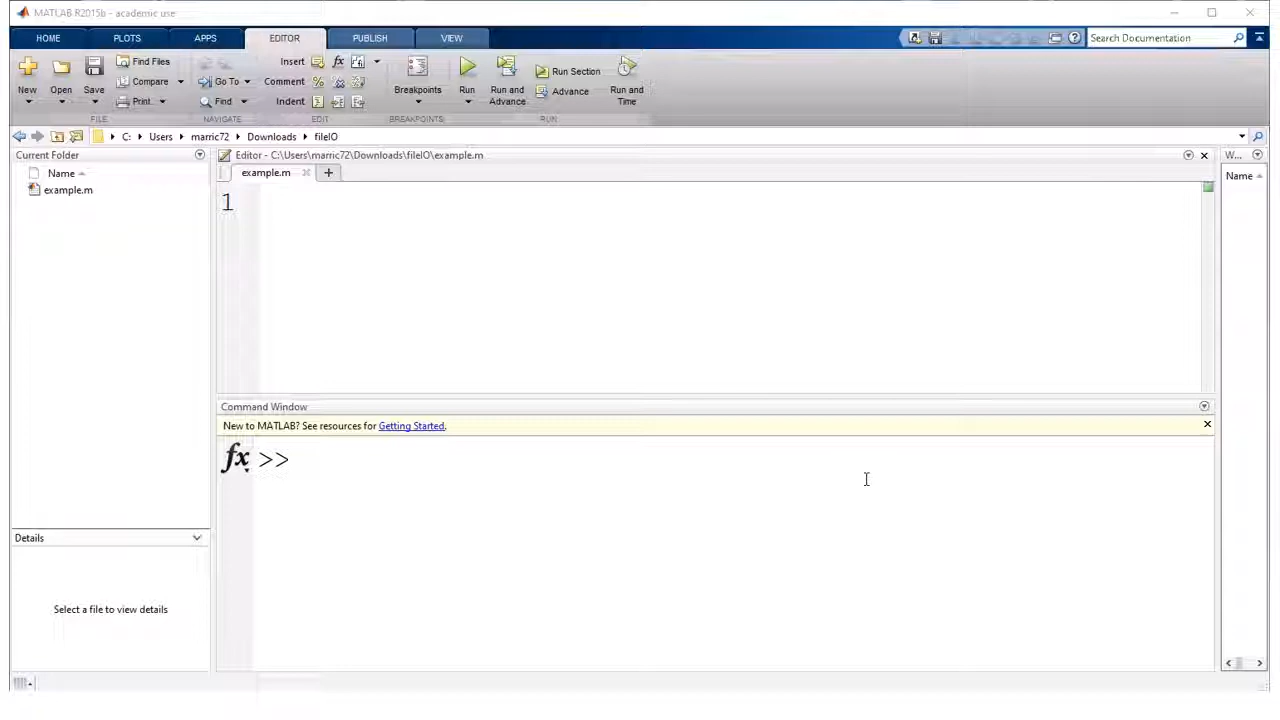 MATLAB R2015b - academic use
HOME PLOTS APPS EDITOR PUBLISH VIEW Search Documentation
New Open Save Find Files Compare Print
FILE
Go To Find
NAVIGATE
Insert fx
Comment %
Indent
EDIT
Breakpoints
BREAKPOINTS
Run Run and Advance Run Section Advance Run and Time
RUN
C: Users marric72 Downloads fileIO
Current Folder
Name
example.m
Editor - C:\Users\marric72\Downloads\fileIO\example.m
example.m
1
Command Window
New to MATLAB? See resources for Getting Started.
fx >>
W...
Name
Details
Select a file to view details